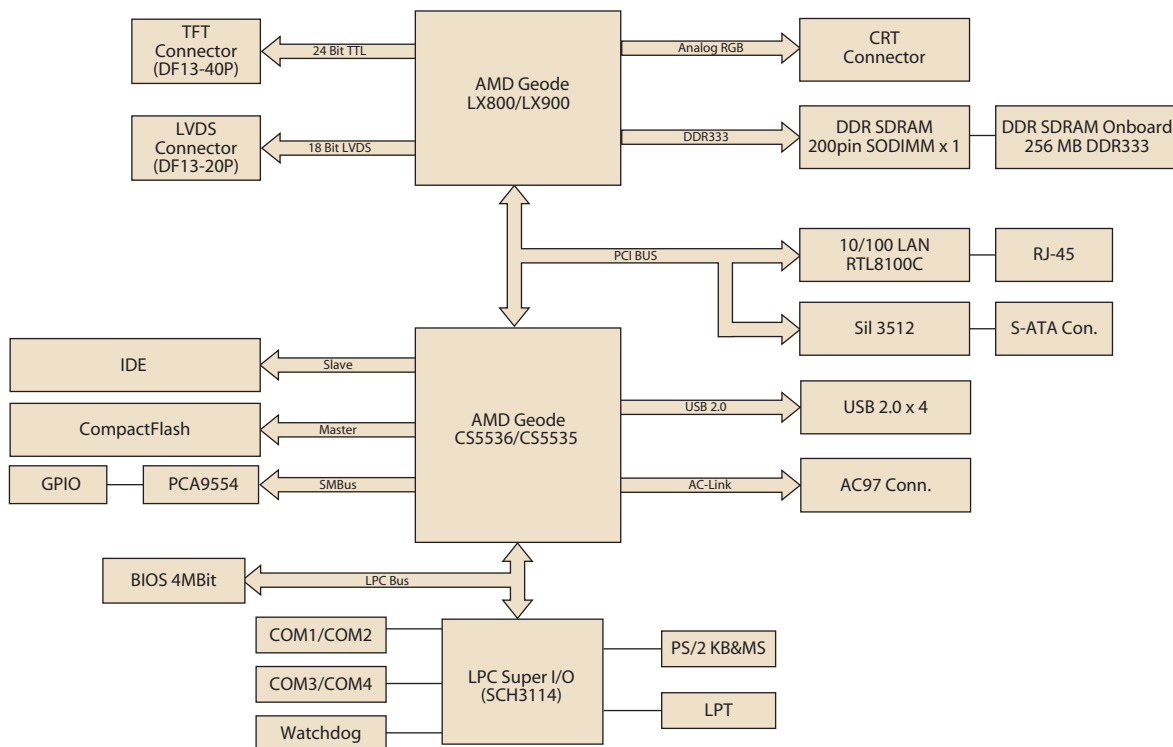 TFT
Connector
(DF13-40P)
24 Bit TTL
AMD Geode
LX800/LX900
Analog RGB
CRT
Connector
LVDS
Connector
(DF13-20P)
18 Bit LVDS
DDR333
DDR SDRAM
200pin SODIMM x 1
DDR SDRAM Onboard
256 MB DDR333
PCI BUS
10/100 LAN
RTL8100C
RJ-45
Sil 3512
S-ATA Con.
IDE
Slave
AMD Geode
CS5536/CS5535
USB 2.0
USB 2.0 x 4
CompactFlash
Master
GPIO
PCA9554
SMBus
AC-Link
AC97 Conn.
BIOS 4MBit
LPC Bus
COM1/COM2
LPC Super I/O
(SCH3114)
PS/2 KB&MS
COM3/COM4
LPT
Watchdog